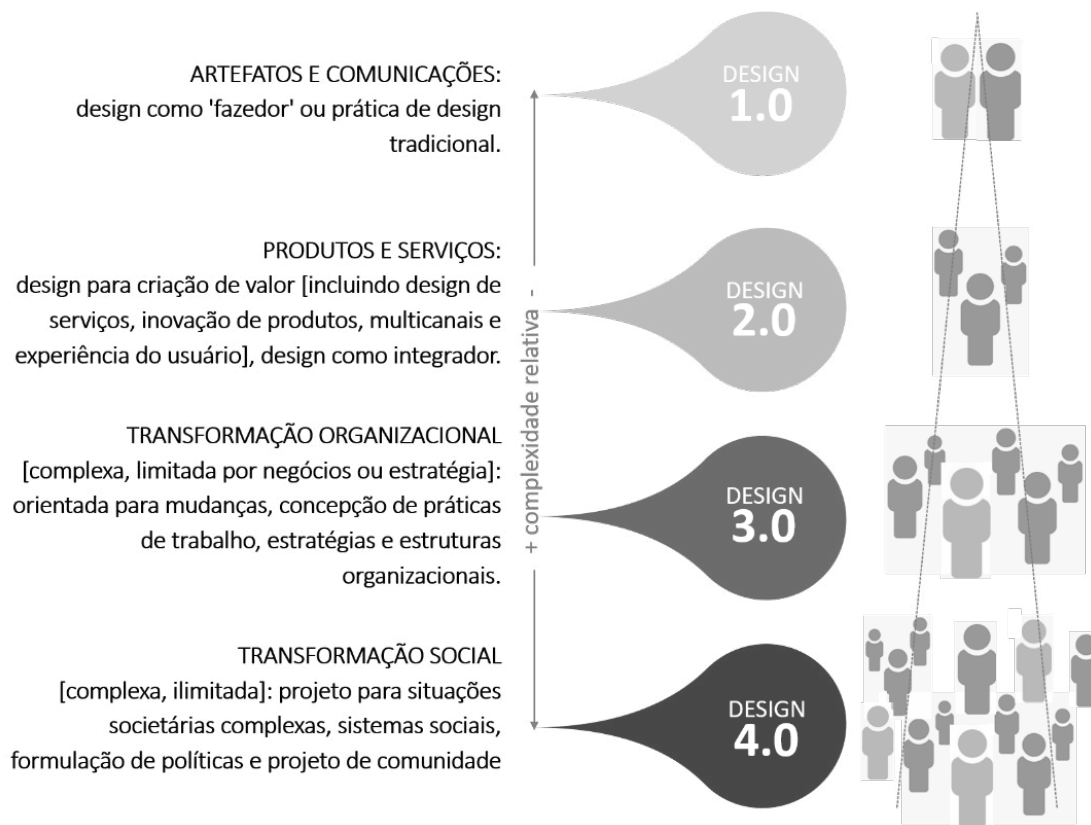 ARTEFATOS E COMUNICAÇÕES:
design como 'fazedor' ou prática de design
tradicional.
DESIGN
1.0
PRODUTOS E SERVIÇOS:
design para criação de valor [incluindo design de
serviços, inovação de produtos, multicanais e
experiência do usuário], design como integrador.
DESIGN
2.0
+ complexidade relativa -
TRANSFORMAÇÃO ORGANIZACIONAL
[complexa, limitada por negócios ou estratégia]:
orientada para mudanças, concepção de práticas
de trabalho, estratégias e estruturas
organizacionais.
DESIGN
3.0
TRANSFORMAÇÃO SOCIAL
[complexa, ilimitada]: projeto para situações
societárias complexas, sistemas sociais,
formulação de políticas e projeto de comunidade
DESIGN
4.0